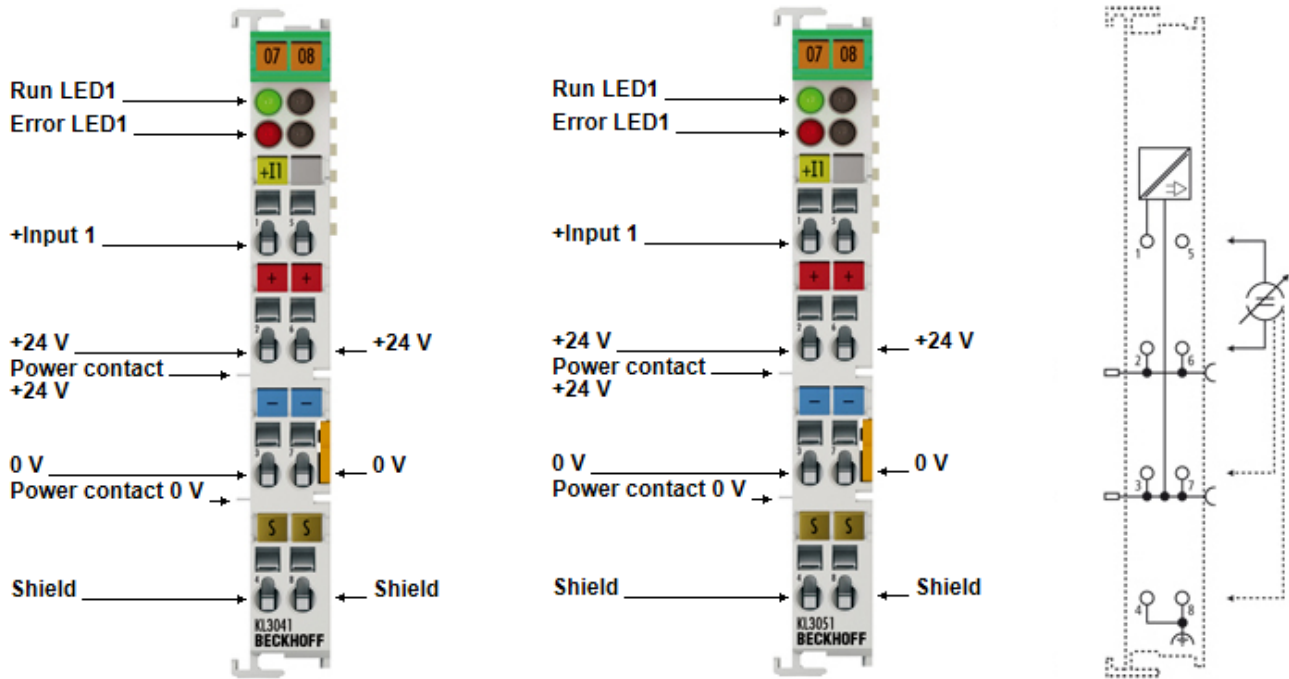 07 08
Run LED1
Error LED1
+I1
1 5
+Input 1
+ +
2 6
+24 V
+24 V
Power contact
+24 V
- -
3 7
0 V
0 V
Power contact 0 V
S S
4 8
Shield
Shield
KL3041
BECKHOFF
07 08
Run LED1
Error LED1
+I1
1 5
+Input 1
+ +
2 6
+24 V
+24 V
Power contact
+24 V
- -
3 7
0 V
0 V
Power contact 0 V
S S
4 8
Shield
Shield
KL3051
BECKHOFF
1 5
2 6
3 7
4 8